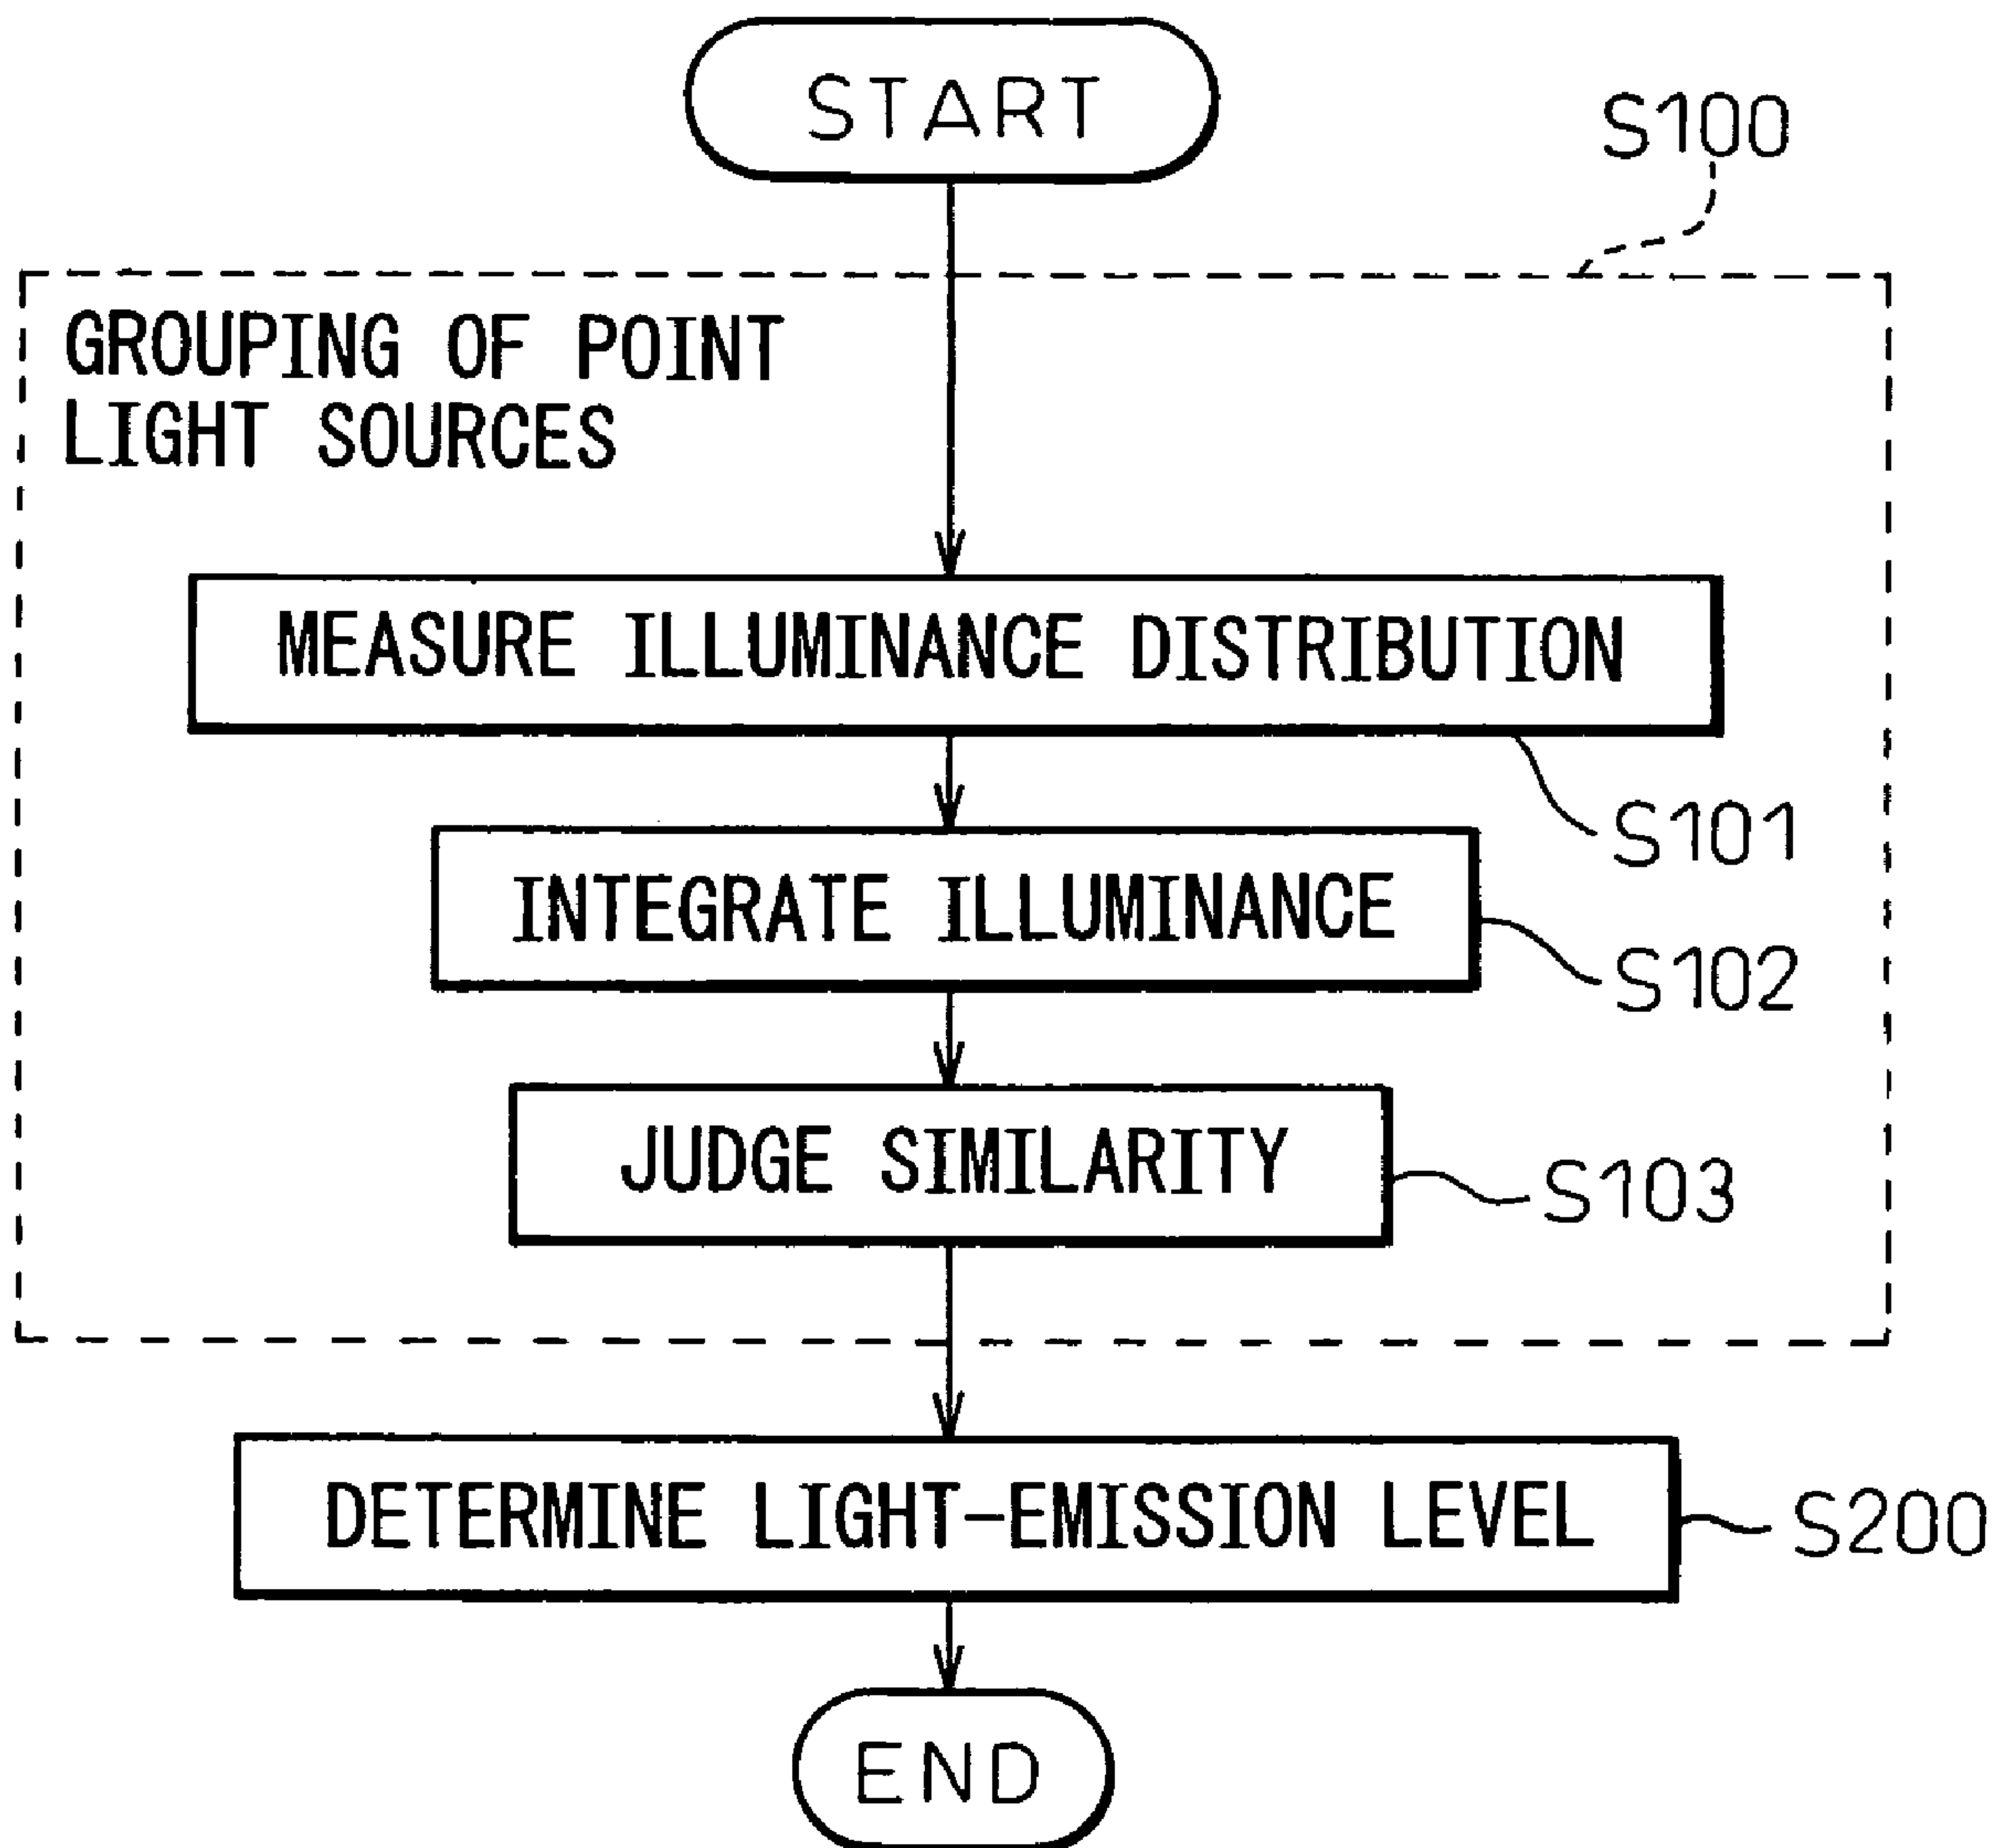 START
S100
GROUPING OF POINT
LIGHT SOURCES
MEASURE ILLUMINANCE DISTRIBUTION
S101
INTEGRATE ILLUMINANCE
S102
JUDGE SIMILARITY
S103
DETERMINE LIGHT-EMISSION LEVEL
S200
END